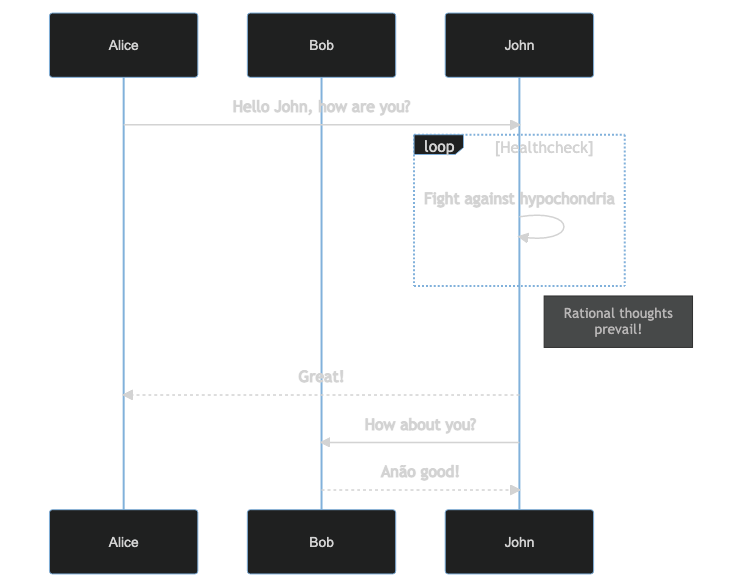 Alice
Bob
John
Hello John, how are you?
loop
[Healthcheck]
Fight against hypochondria
Rational thoughts
prevail!
Great!
How about you?
Anão good!
Alice
Bob
John